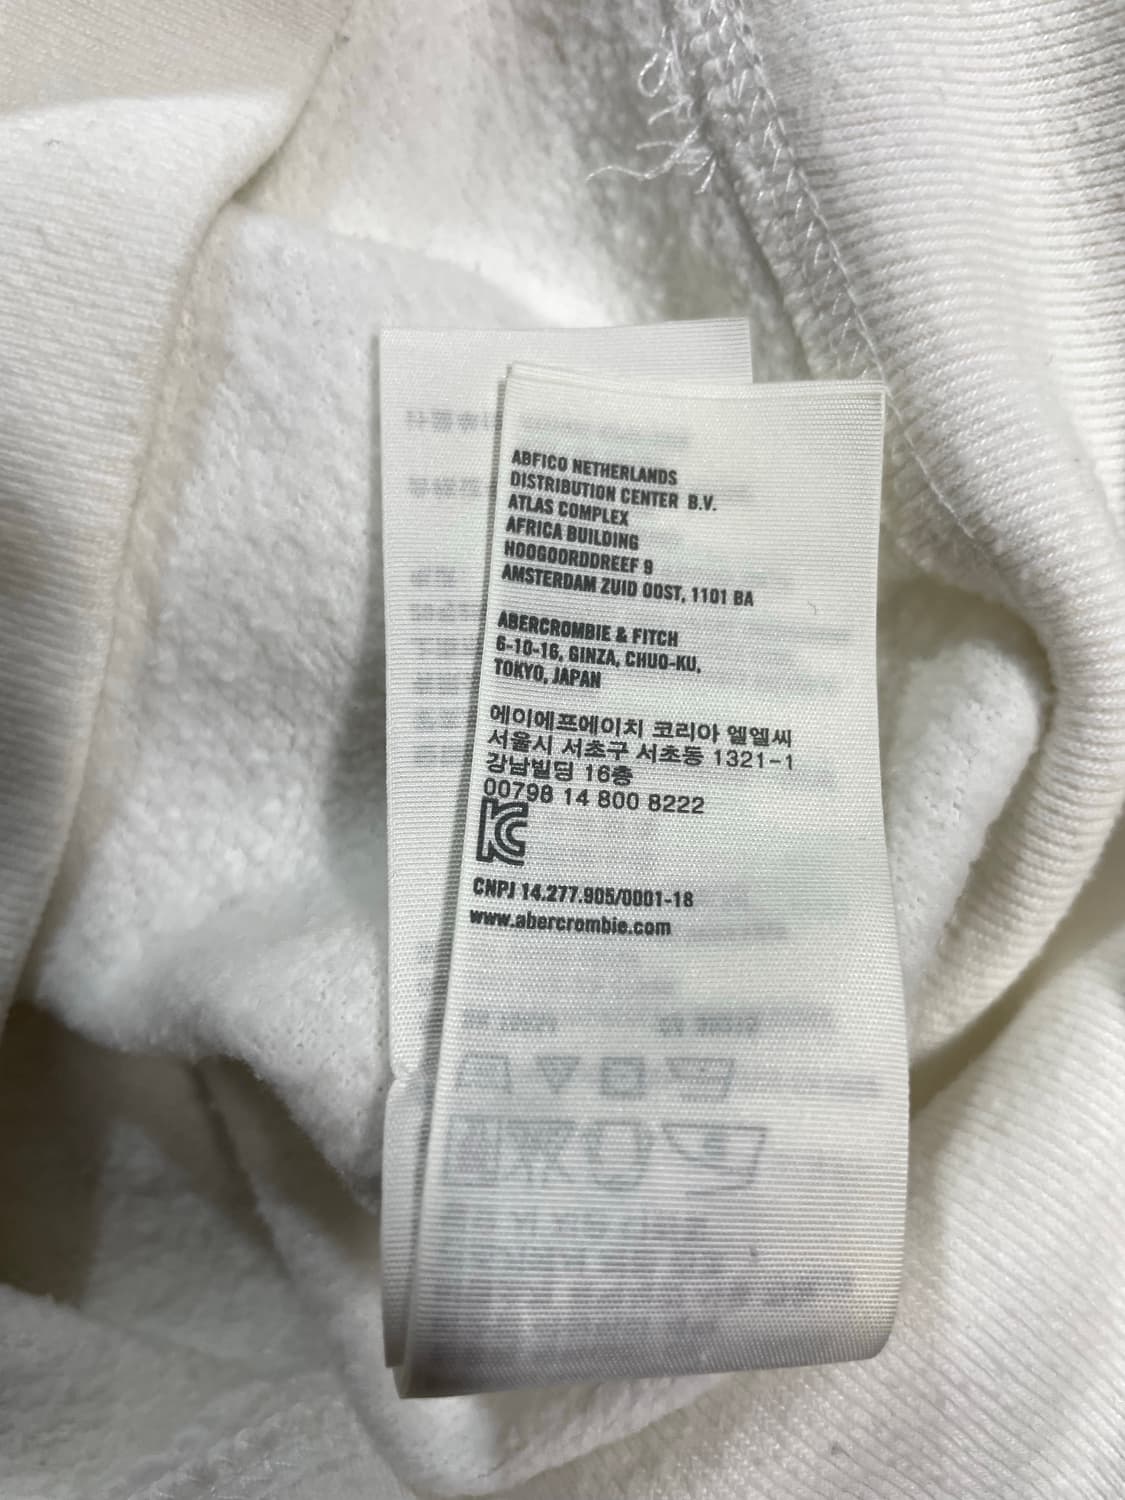 ABFICO NETHERLANDS
DISTRIBUTION CENTER B.V.
ATLAS COMPLEX
AFRICA BUILDING
HOOGOORDDREEF 9
AMSTERDAM ZUID OOST, 1101 BA
ABERCROMBIE & FITCH
6-10-16, GINZA, CHUO-KU,
TOKYO, JAPAN
에이에프에이치 코리아 엘엘씨
서울시 서초구 서초동 1321-1
강남빌딩 16층
00798 14 800 8222
KC
CNPJ 14.277.905/0001-18
www.abercrombie.com